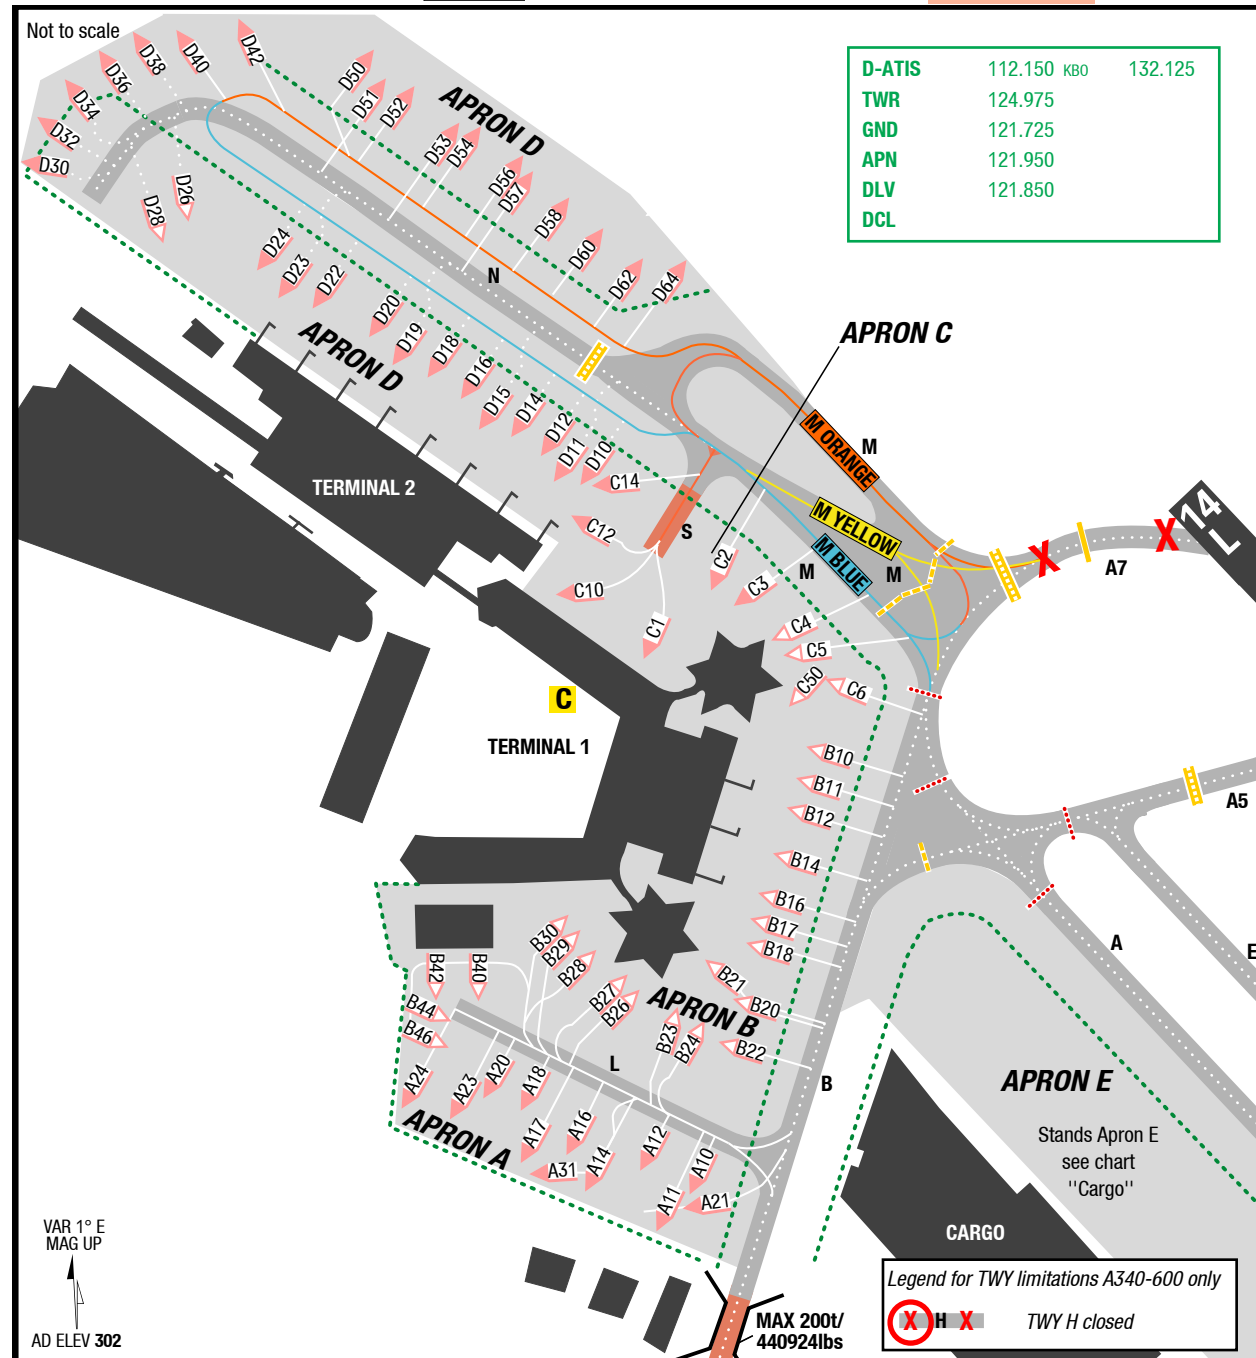 Not to scale
D-ATIS 112.150 KBO 132.125
TWR 124.975
GND 121.725
APN 121.950
DLV 121.850
DCL
D42
D40
D38
D36
D34
D32
D30
D28
D26
D50
D51
D52
APRON D
D53
D54
D56
D57
D58
D60
D62
D64
D24
D23
D22
D20
D19
D18
D16
D15
D14
D12
D11
D10
N
APRON D
APRON C
TERMINAL 2
C14
C12
C10
C1
S
C2
C3
C4
C5
C50
C6
M ORANGE
M
M YELLOW
M BLUE
M
M
14
L
A7
C
TERMINAL 1
B10
B11
B12
B14
B16
B17
B18
B21
B20
B22
A5
A
E
B30
B29
B28
B27
B26
APRON B
B23
B24
B42
B40
B44
B46
L
B
A24
A23
A20
A18
A17
A16
A14
A12
A10
A31
A11
A21
APRON A
APRON E
Stands Apron E
see chart
"Cargo"
CARGO
VAR 1° E
MAG UP
AD ELEV 302
MAX 200t/
440924lbs
Legend for TWY limitations A340-600 only
X H X TWY H closed